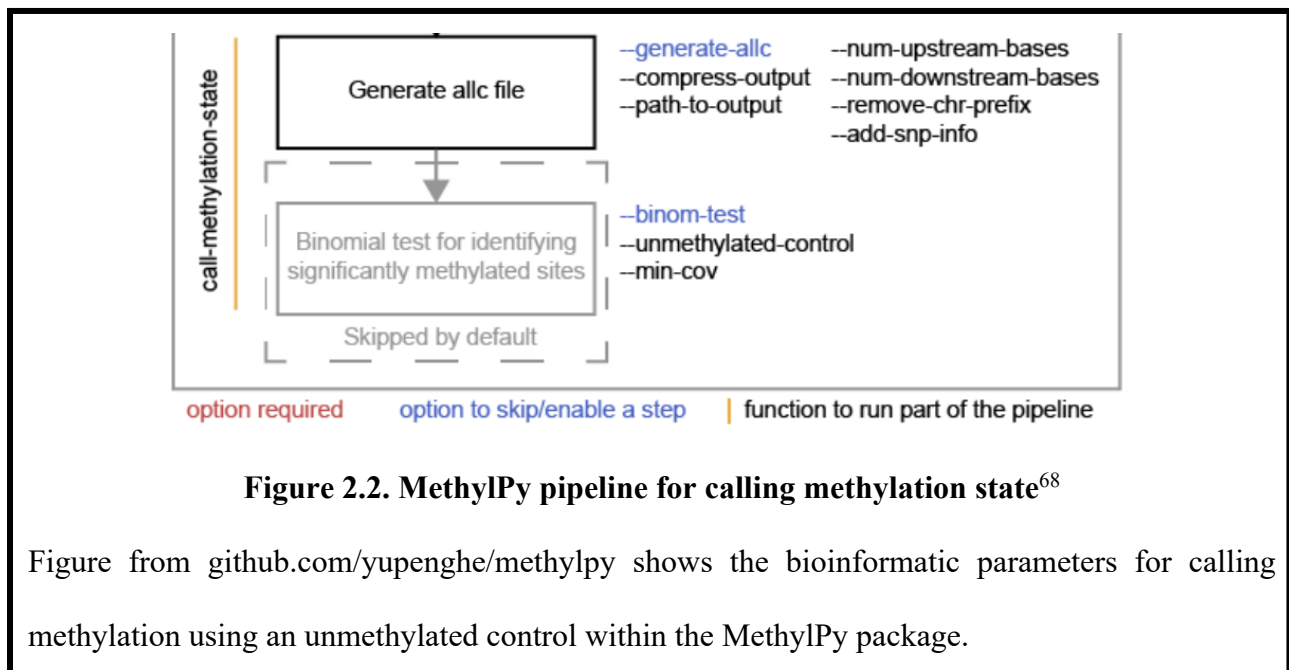 --generate-allc --num-upstream-bases
--compress-output --num-downstream-bases
--path-to-output --remove-chr-prefix
--add-snp-info
Generate allc file
call-methylation-state
--binom-test
--unmethylated-control
--min-cov
Binomial test for identifying
significantly methylated sites
Skipped by default
option required option to skip/enable a step function to run part of the pipeline
Figure 2.2. MethylPy pipeline for calling methylation state68
Figure from github.com/yupenghe/methylpy shows the bioinformatic parameters for calling
methylation using an unmethylated control within the MethylPy package.